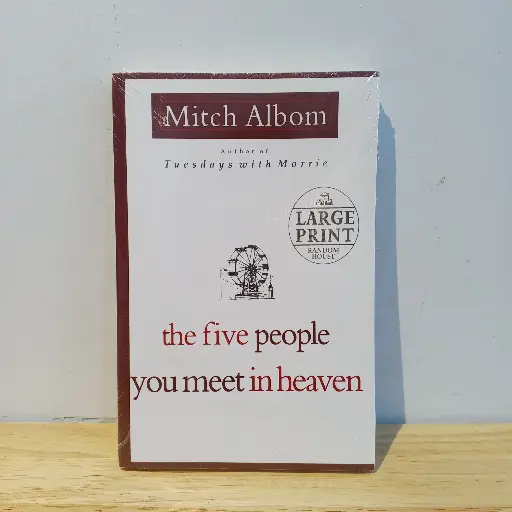 Mitch Albom
Author of
Tuesdays with Morrie
LARGE
PRINT
RANDOM
HOUSE
the five people
you meet in heaven